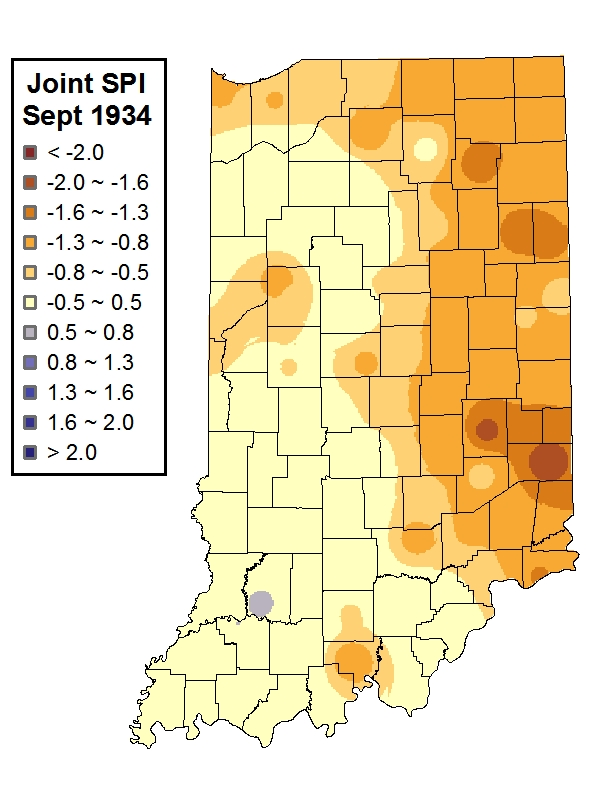 Joint SPI
Sept 1934
< -2.0
-2.0 ~ -1.6
-1.6 ~ -1.3
-1.3 ~ -0.8
-0.8 ~ -0.5
-0.5 ~ 0.5
0.5 ~ 0.8
0.8 ~ 1.3
1.3 ~ 1.6
1.6 ~ 2.0
> 2.0